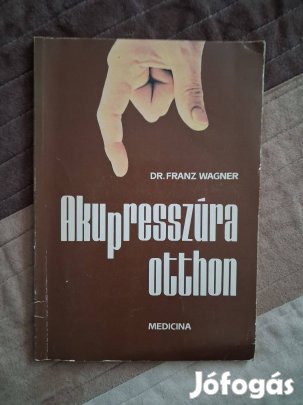 DR. FRANZ WAGNER
Akupresszúra
otthon
MEDICINA
Jófogás